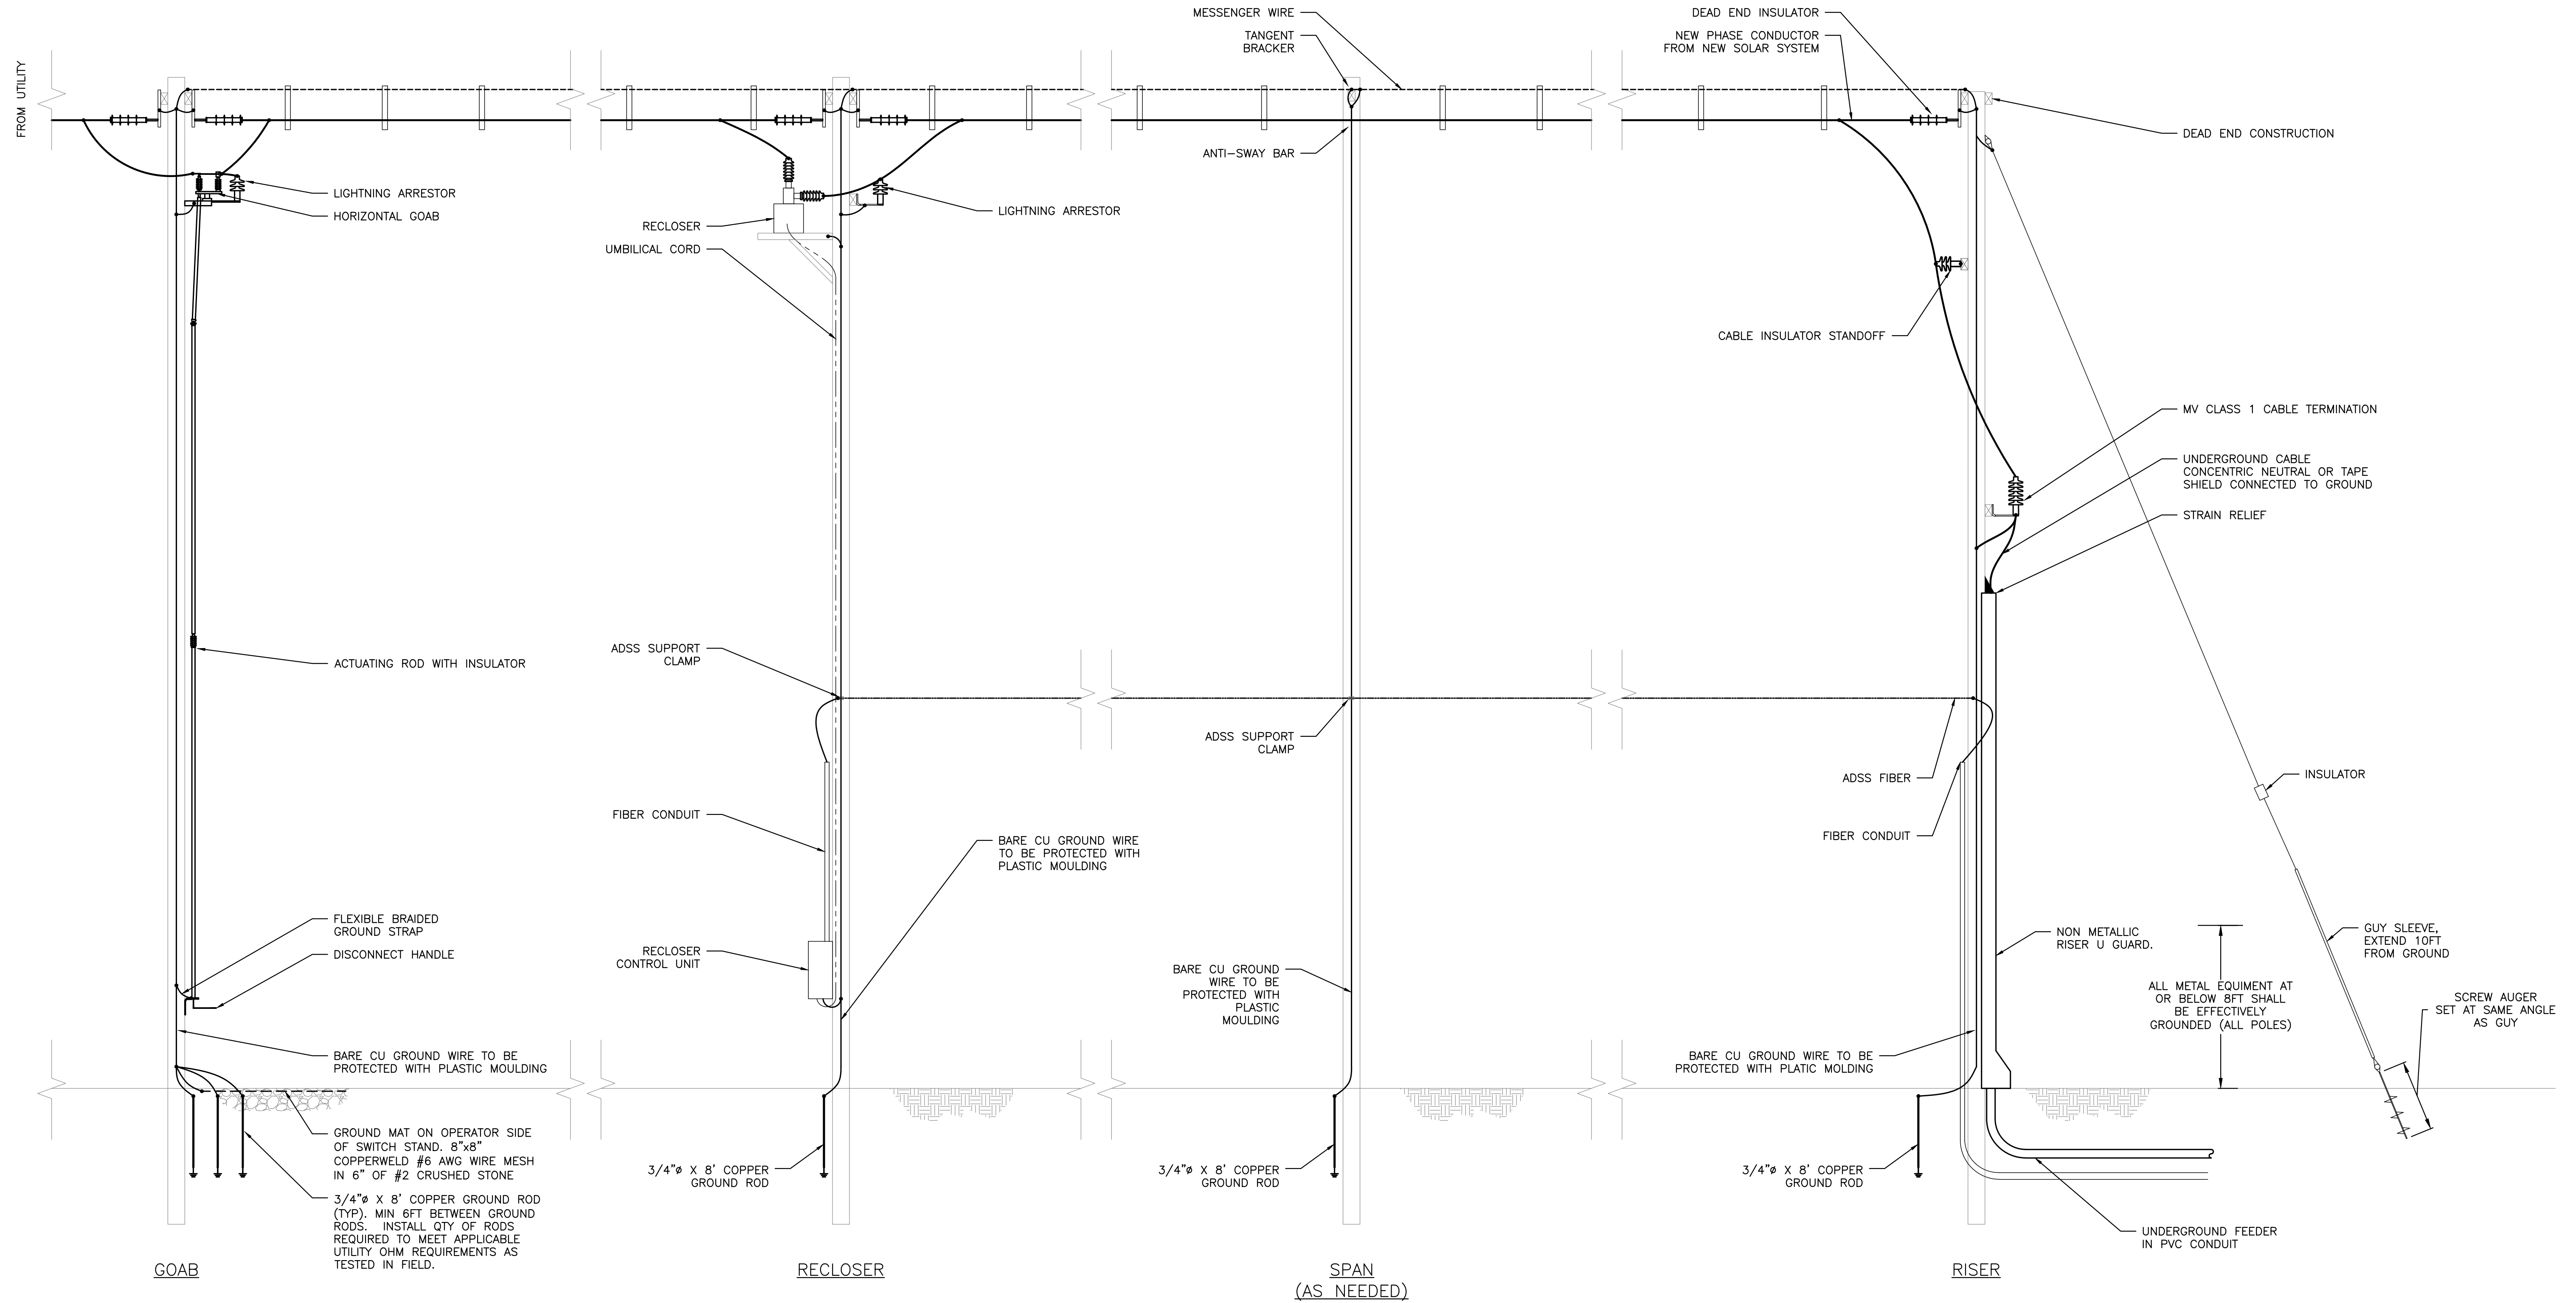 FROM UTILITY
LIGHTNING ARRESTOR
HORIZONTAL GOAB
ACTUATING ROD WITH INSULATOR
FLEXIBLE BRAIDED
GROUND STRAP
DISCONNECT HANDLE
BARE CU GROUND WIRE TO BE
PROTECTED WITH PLASTIC MOULDING
GROUND MAT ON OPERATOR SIDE
OF SWITCH STAND. 8"x8"
COPPERWELD #6 AWG WIRE MESH
IN 6" OF #2 CRUSHED STONE
3/4"ø X 8' COPPER GROUND ROD
(TYP). MIN 6FT BETWEEN GROUND
RODS. INSTALL QTY OF RODS
REQUIRED TO MEET APPLICABLE
UTILITY OHM REQUIREMENTS AS
TESTED IN FIELD.
GOAB
RECLOSER
UMBILICAL CORD
LIGHTNING ARRESTOR
ADSS SUPPORT
CLAMP
FIBER CONDUIT
BARE CU GROUND WIRE
TO BE PROTECTED WITH
PLASTIC MOULDING
RECLOSER
CONTROL UNIT
3/4"ø X 8' COPPER
GROUND ROD
RECLOSER
MESSENGER WIRE
TANGENT
BRACKER
ANTI-SWAY BAR
ADSS SUPPORT
CLAMP
BARE CU GROUND
WIRE TO BE
PROTECTED WITH
PLASTIC
MOULDING
3/4"ø X 8' COPPER
GROUND ROD
SPAN
(AS NEEDED)
DEAD END INSULATOR
NEW PHASE CONDUCTOR
FROM NEW SOLAR SYSTEM
DEAD END CONSTRUCTION
CABLE INSULATOR STANDOFF
MV CLASS 1 CABLE TERMINATION
UNDERGROUND CABLE
CONCENTRIC NEUTRAL OR TAPE
SHIELD CONNECTED TO GROUND
STRAIN RELIEF
ADSS FIBER
INSULATOR
FIBER CONDUIT
NON METALLIC
RISER U GUARD.
GUY SLEEVE,
EXTEND 10FT
FROM GROUND
ALL METAL EQUIMENT AT
OR BELOW 8FT SHALL
BE EFFECTIVELY
GROUNDED (ALL POLES)
SCREW AUGER
SET AT SAME ANGLE
AS GUY
BARE CU GROUND WIRE TO BE
PROTECTED WITH PLATIC MOLDING
3/4"ø X 8' COPPER
GROUND ROD
UNDERGROUND FEEDER
IN PVC CONDUIT
RISER